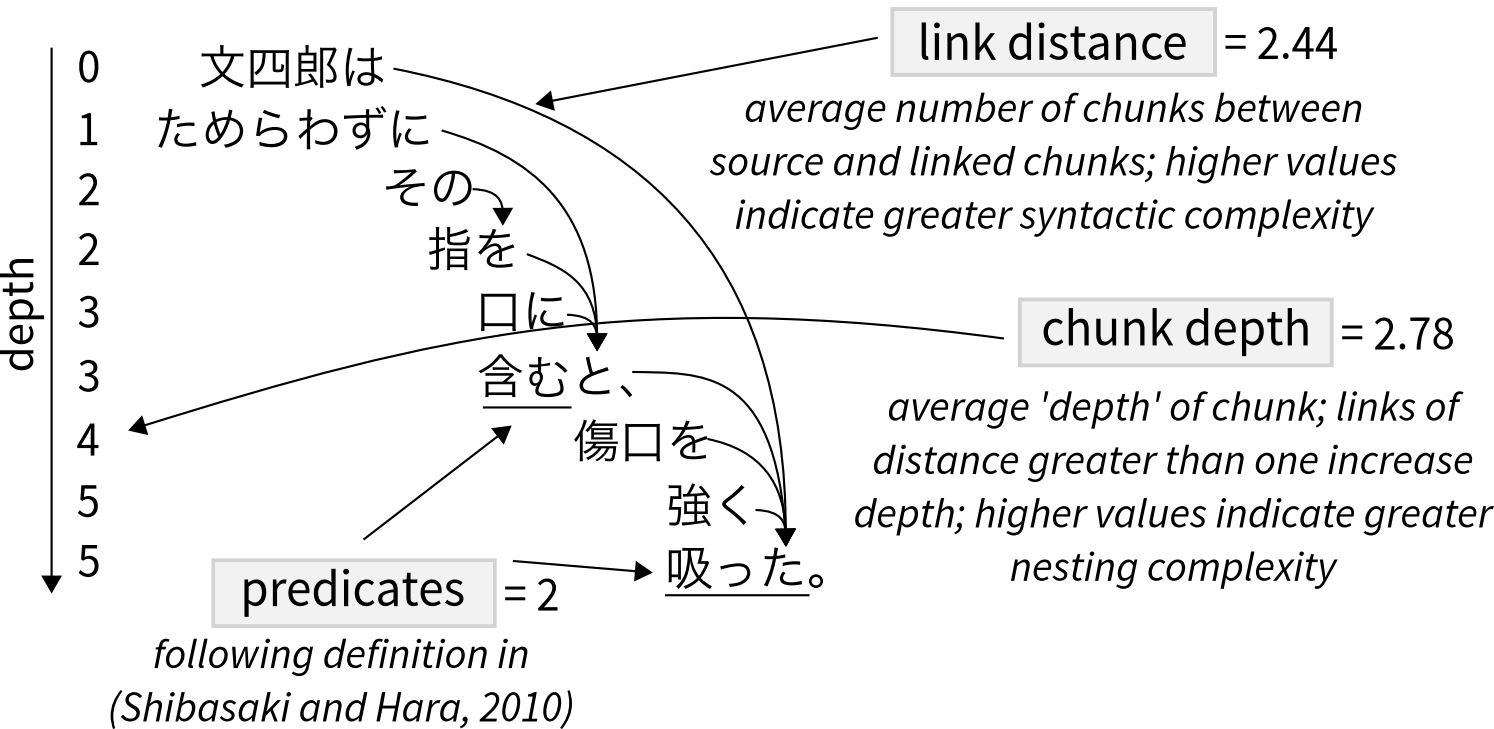 0 文四郎は
1 ためらわずに
2 その
2 指を
3 口に
3 含むと、
4 傷口を
5 強く
5 吸った。
depth
link distance = 2.44
average number of chunks between
source and linked chunks; higher values
indicate greater syntactic complexity
chunk depth = 2.78
average 'depth' of chunk; links of
distance greater than one increase
depth; higher values indicate greater
nesting complexity
predicates = 2
following definition in
(Shibasaki and Hara, 2010)